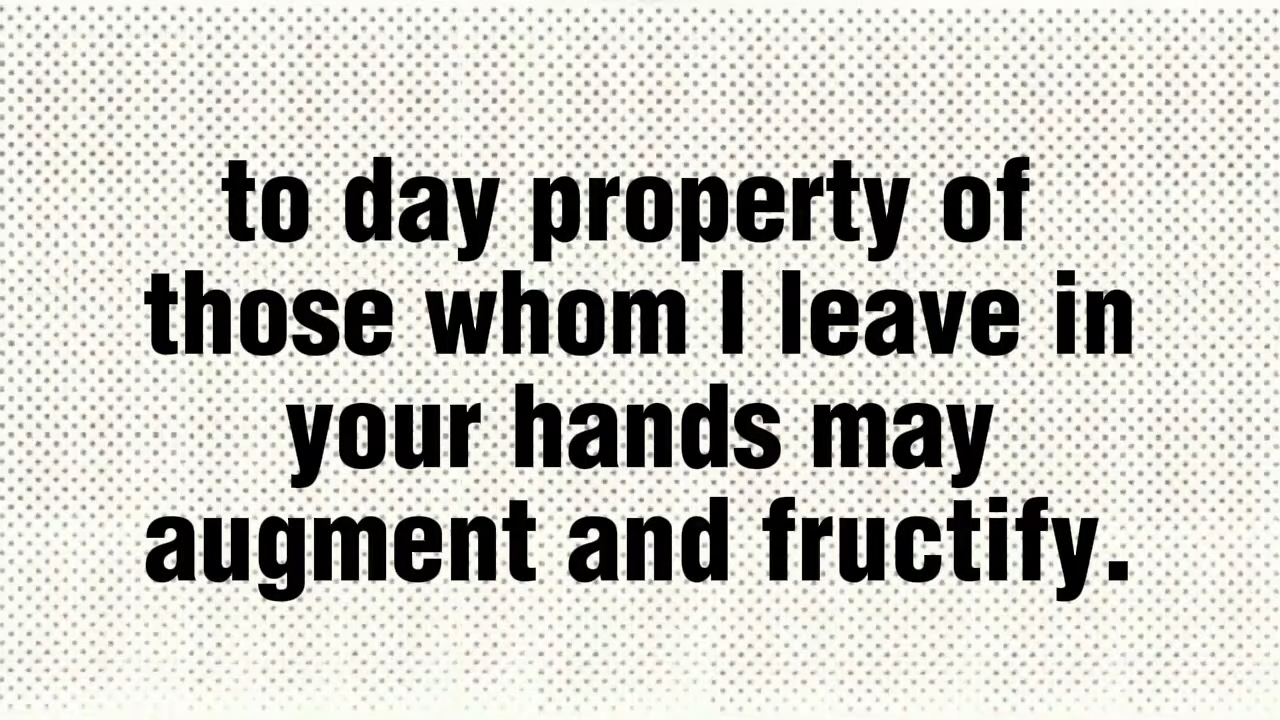 to day property of
those whom I leave in
your hands may
augment and fructify.